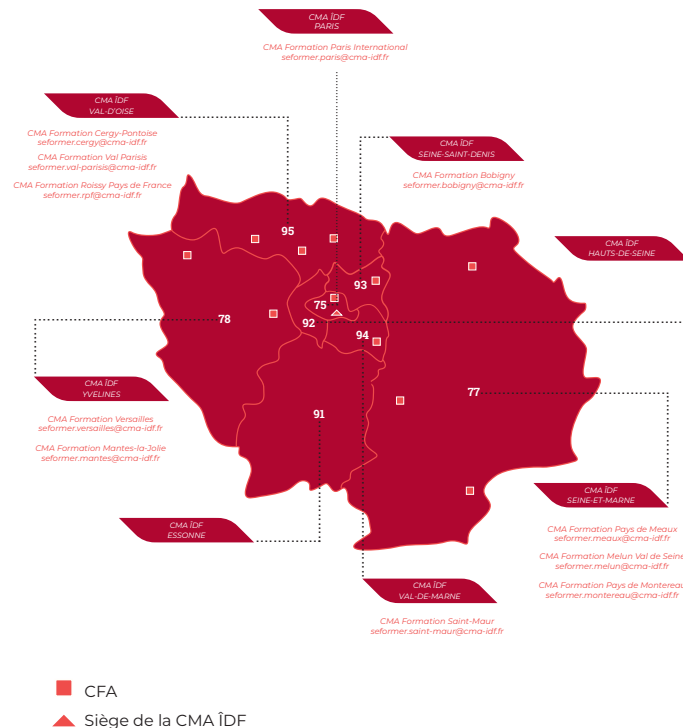 CMA ÎDF
PARIS
CMA Formation Paris International
seformer.paris@cma-idf.fr
CMA ÎDF
VAL-D'OISE
CMA Formation Cergy-Pontoise
seformer.cergy@cma-idf.fr
CMA Formation Val Parisis
seformer.val-parisis@cma-idf.fr
CMA Formation Roissy Pays de France
seformer.rpf@cma-idf.fr
CMA ÎDF
SEINE-SAINT-DENIS
CMA Formation Bobigny
seformer.bobigny@cma-idf.fr
CMA ÎDF
HAUTS-DE-SEINE
95
93
75
78
92
94
77
91
CMA ÎDF
YVELINES
CMA Formation Versailles
seformer.versailles@cma-idf.fr
CMA Formation Mantes-la-Jolie
seformer.mantes@cma-idf.fr
CMA ÎDF
ESSONNE
CMA ÎDF
SEINE-ET-MARNE
CMA Formation Pays de Meaux
seformer.meaux@cma-idf.fr
CMA Formation Melun Val de Seine
seformer.melun@cma-idf.fr
CMA Formation Pays de Montereau
seformer.montereau@cma-idf.fr
CMA ÎDF
VAL-DE-MARNE
CMA Formation Saint-Maur
seformer.saint-maur@cma-idf.fr
CFA
Siège de la CMA ÎDF